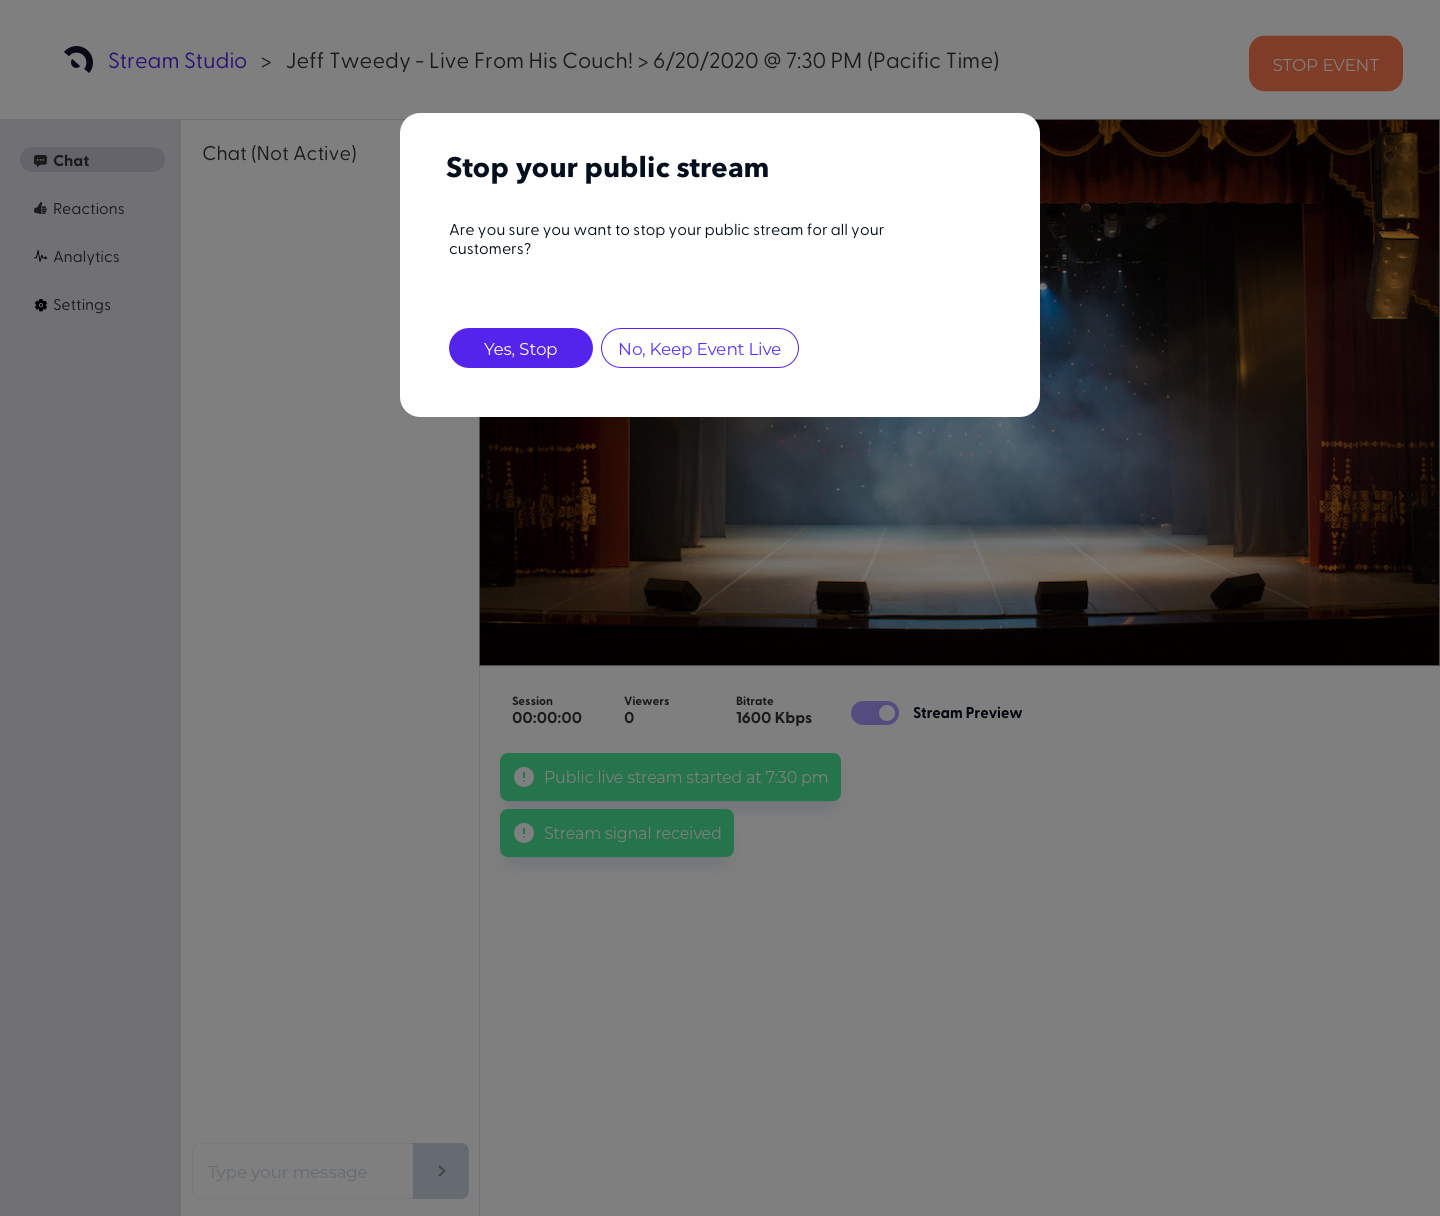 Stream Studio > Jeff Tweedy - Live From His Couch! > 6/20/2020 @ 7:30 PM (Pacific Time)
STOP EVENT
Chat
Reactions
Analytics
Settings
Chat (Not Active)
Stop your public stream
Are you sure you want to stop your public stream for all your
customers?
Yes, Stop
No, Keep Event Live
Session
00:00:00
Viewers
0
Bitrate
1600 Kbps
Stream Preview
Public live stream started at 7:30 pm
Stream signal received
Type your message